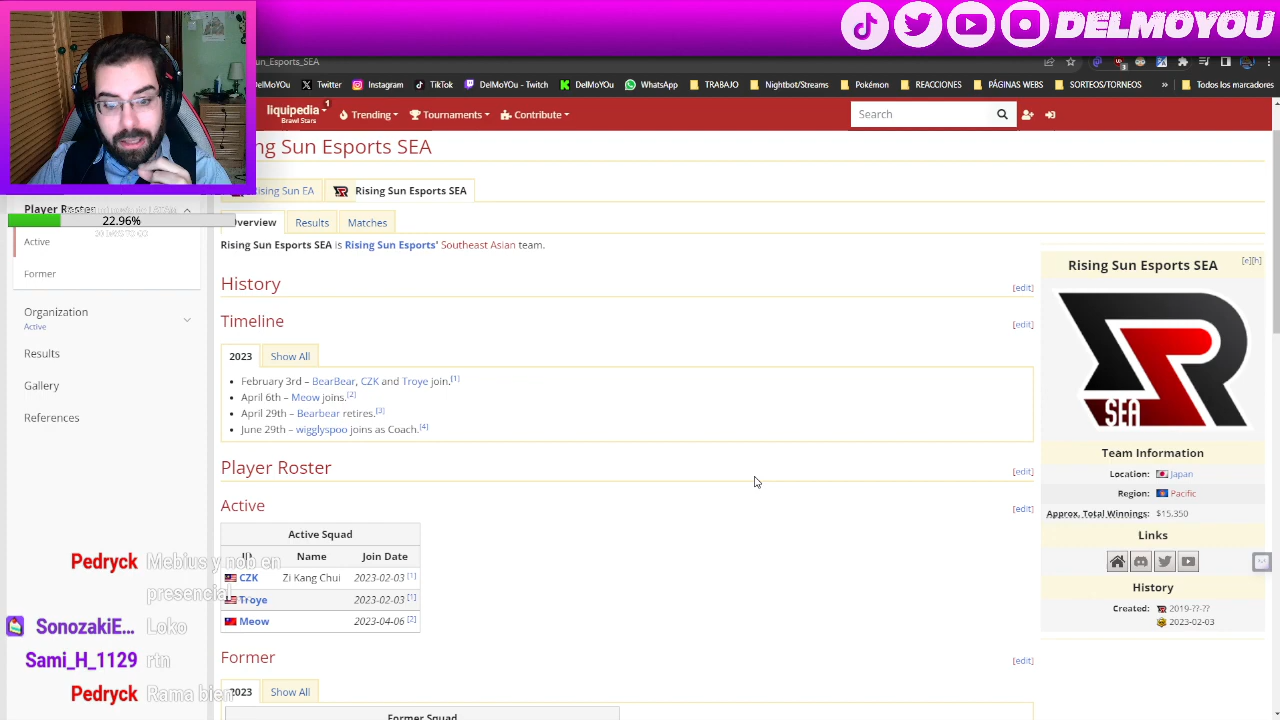 DELMOYOU
un_Esports_SEA
DelMoYOu
Twitter
Instagram
TikTok
DelMoYOu - Twitch
DelMoYOu
WhatsApp
TRABAJO
Nightbot/Streams
Pokémon
REACCIONES
PÁGINAS WEB
SORTEOS/TORNEOS
»
Todos los marcadores
liquipedia
Brawl Stars
1
Trending
Tournaments
Contribute
Search
ng Sun Esports SEA
Rising Sun EA
Rising Sun Esports SEA
Overview
Results
Matches
Player Roster
22.96%
Active
Former
Organization
Active
Results
Gallery
References
Rising Sun Esports SEA is Rising Sun Esports' Southeast Asian team.
History
[edit]
Timeline
[edit]
2023
Show All
• February 3rd – BearBear, CZK and Troye join.[1]
• April 6th – Meow joins.[2]
• April 29th – Bearbear retires.[3]
• June 29th – wigglyspoo joins as Coach.[4]
Player Roster
[edit]
Active
[edit]
Active Squad
ID Name Join Date
CZK Zi Kang Chui 2023-02-03 [1]
Troye 2023-02-03 [1]
Meow 2023-04-06 [2]
Former
[edit]
2023
Show All
Former Squad
Rising Sun Esports SEA
[e][h]
SEA
Team Information
Location: Japan
Region: Pacific
Approx. Total Winnings: $15,350
Links
History
Created: 2019-??-??
2023-02-03
Pedryck Mebius y nob en
presencial
SonozakiE... Loko
Sami_H_1129 rtn
Pedryck Rama bien